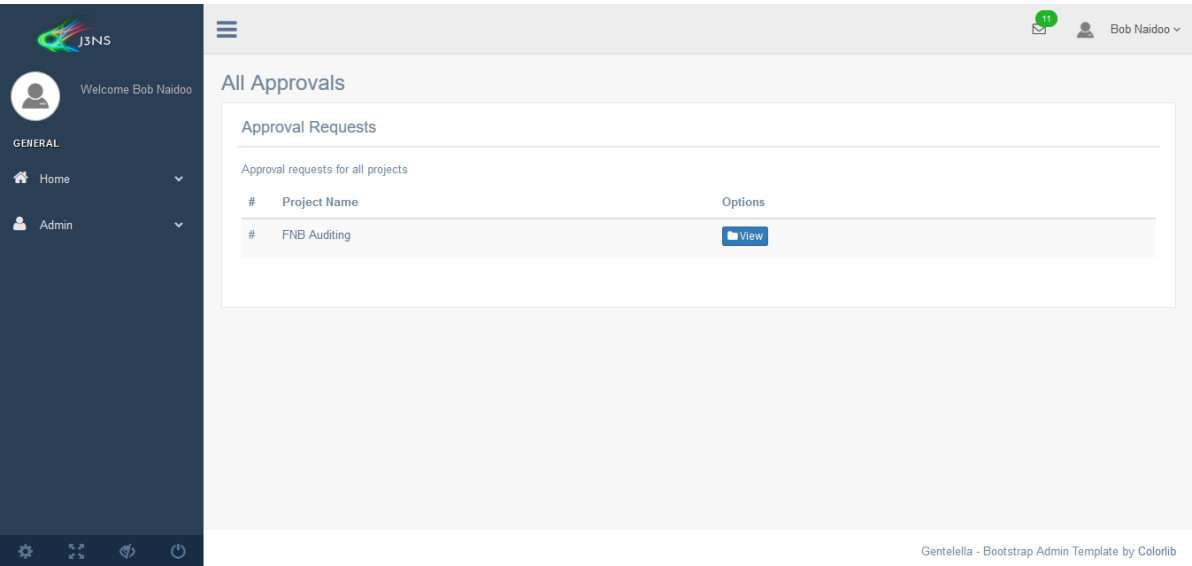 J3NS
11
Bob Naidoo
Welcome Bob Naidoo
GENERAL
Home
Admin
All Approvals
Approval Requests
Approval requests for all projects
# Project Name Options
# FNB Auditing View
Gentelella - Bootstrap Admin Template by Colorlib